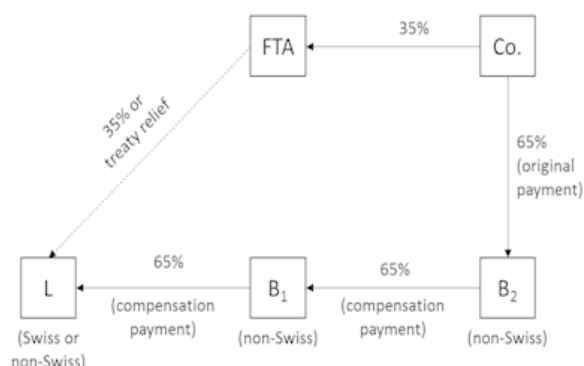 FTA
35%
Co.
35% or
treaty relief
65%
(original
payment)
L
65%
(compensation
payment)
B₁
65%
(compensation
payment)
B₂
(Swiss or
non-Swiss)
(non-Swiss)
(non-Swiss)